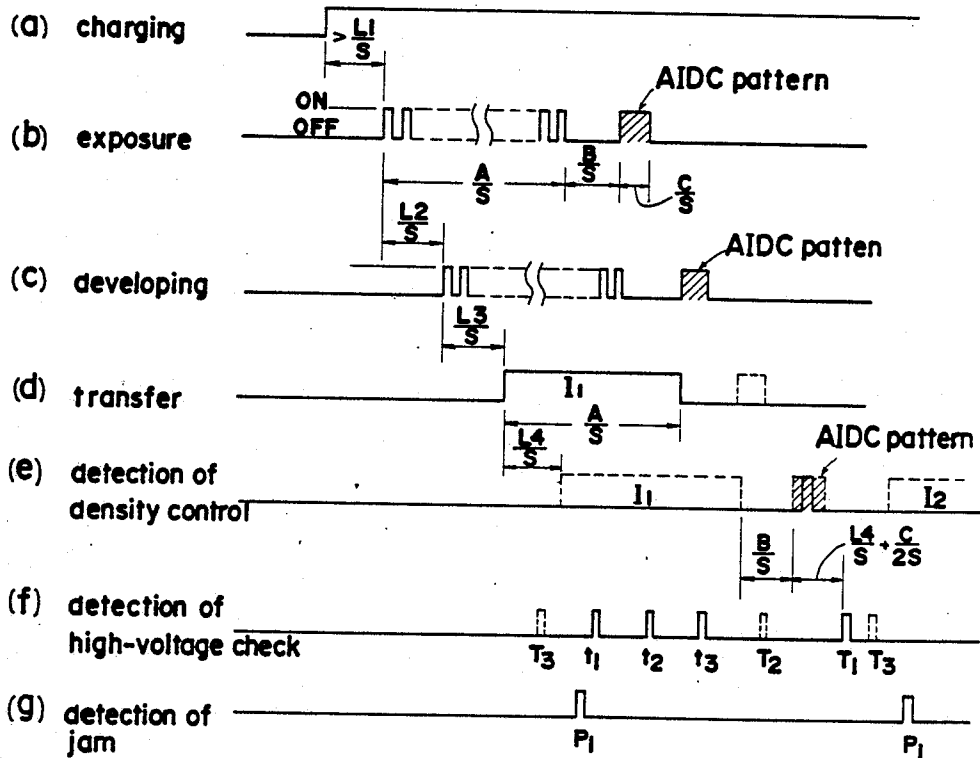 (a) charging
> L1/S
AIDC pattern
ON
OFF
(b) exposure
A/S
B/S
C/S
L2/S
AIDC patten
(c) developing
L3/S
(d) transfer
I1
A/S
L4/S
AIDC pattern
(e) detection of
density control
I1
I2
B/S
L4/S + C/2S
(f) detection of
high-voltage check
T3 t1 t2 t3 T2 T1 T3
(g) detection of
jam
P1 P1